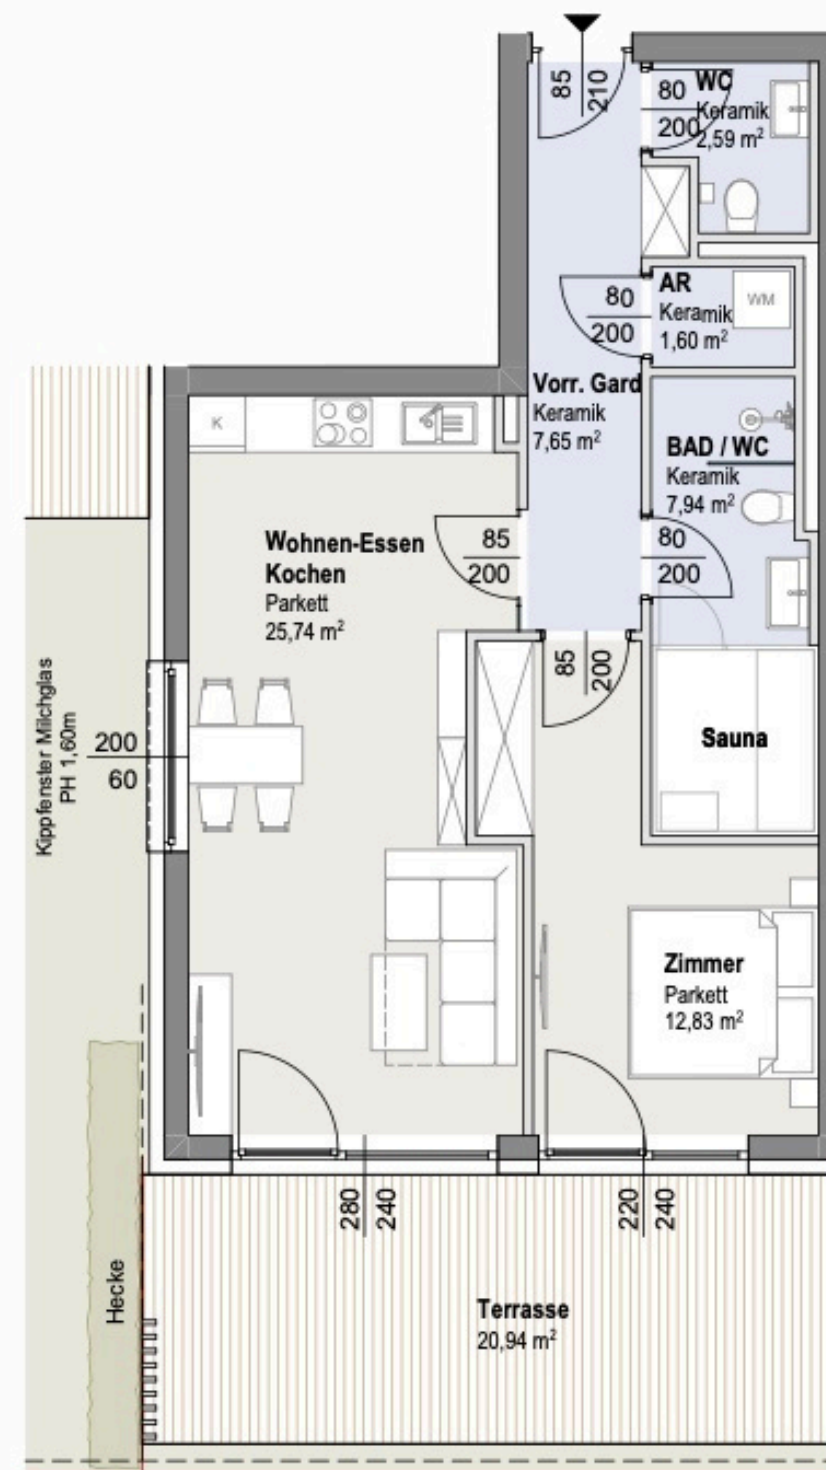 85
210
80
200
WC
Keramik
2,59 m²
80
200
AR
Keramik
1,60 m²
WM
Vorr. Gard
Keramik
7,65 m²
K
BAD / WC
Keramik
7,94 m²
Wohnen-Essen
Kochen
Parkett
25,74 m²
85
200
80
200
85
200
Kippfenster Milchglas
PH 1,60m
200
60
Sauna
Zimmer
Parkett
12,83 m²
280
240
220
240
Hecke
Terrasse
20,94 m²